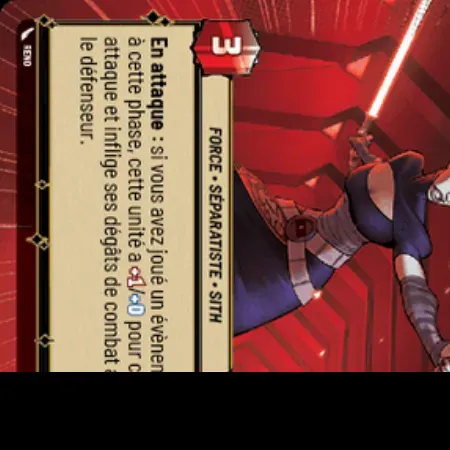 3
FORCE • SÉPARATISTE • SITH
En attaque : si vous avez joué un
à cette phase, cette unité a +1/+0 pour
attaque et inflige ses dégâts de combat
le défenseur.
RENO